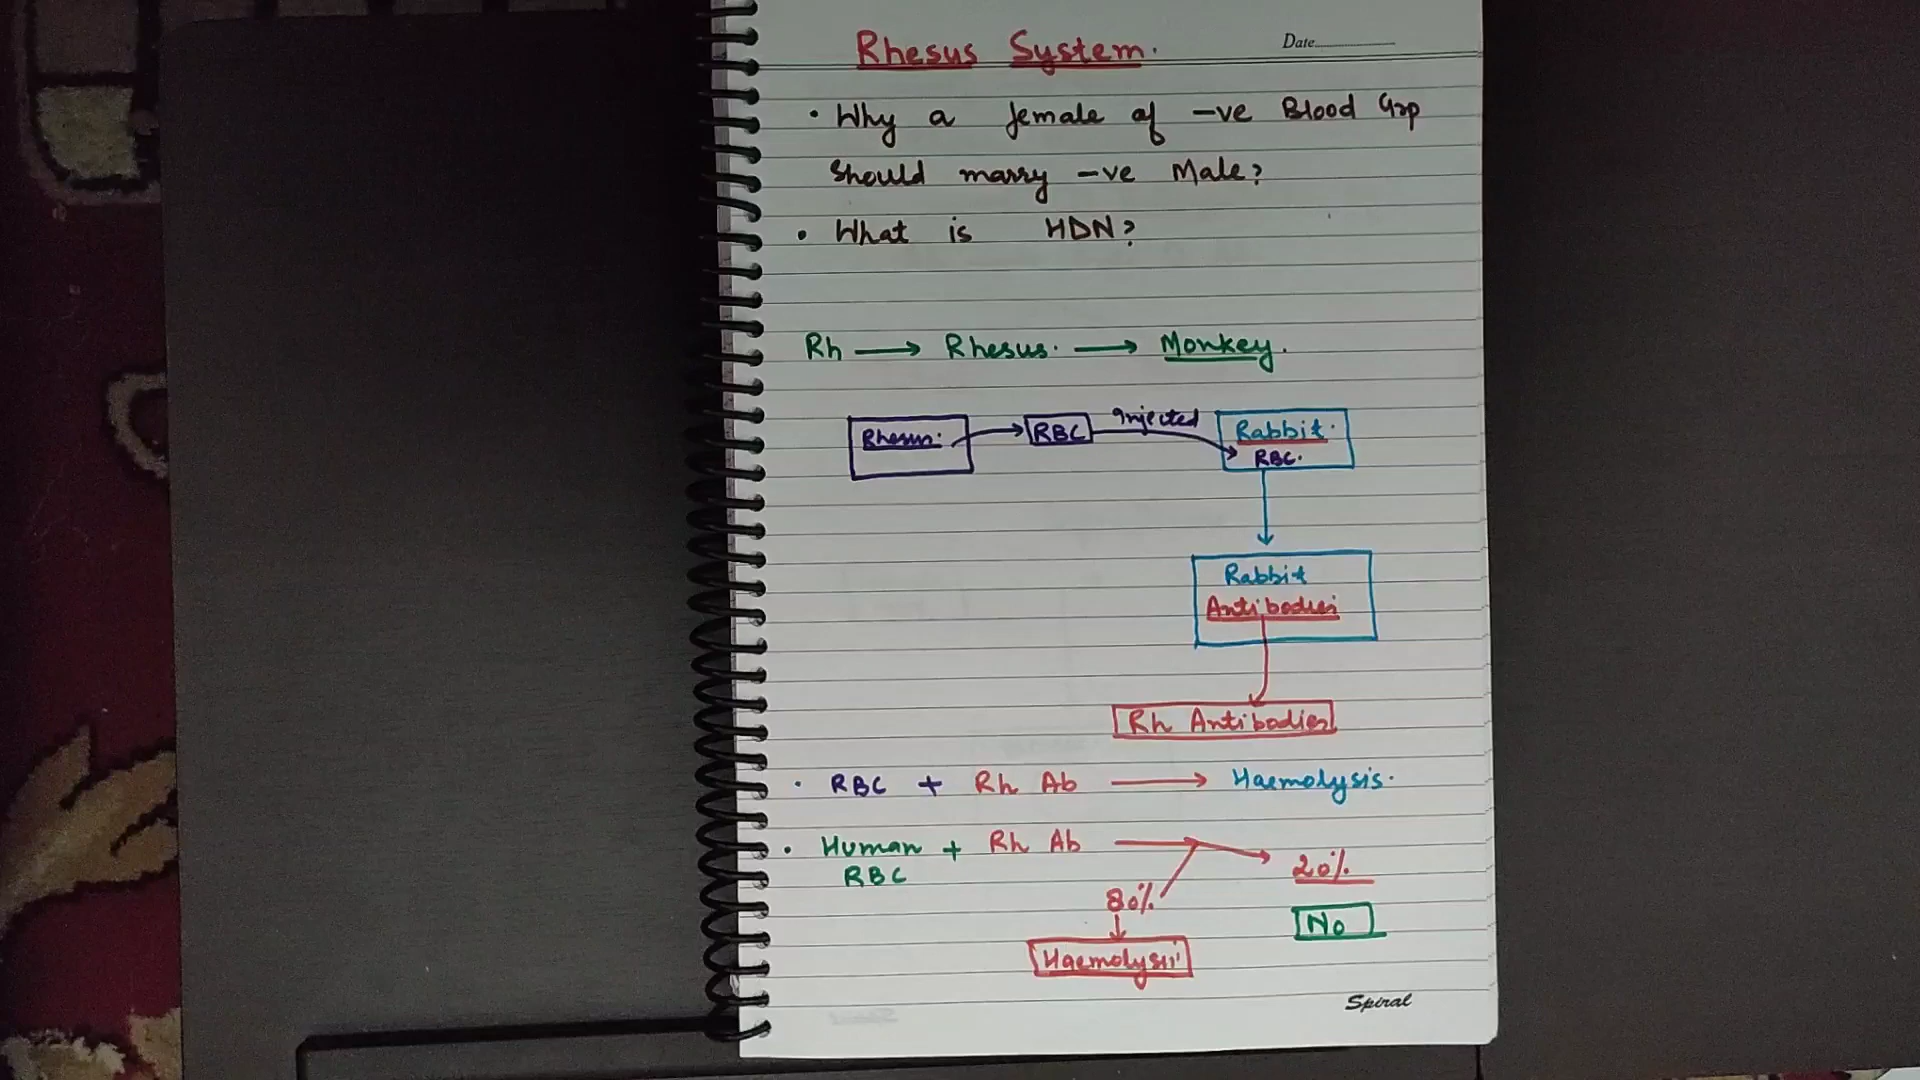 Rhesus System.
Date
• Why a female of -ve Blood Grp
Should marry -ve Male?
• What is HDN?
Rh → Rhesus. → Monkey.
Rhesus. → RBC Injected → Rabbit.
RBC.
Rabbit
Antibodies
Rh Antibodies
• RBC + Rh Ab → Haemolysis.
• Human + Rh Ab → 20%
RBC
80%
No
Haemolysis
Spiral